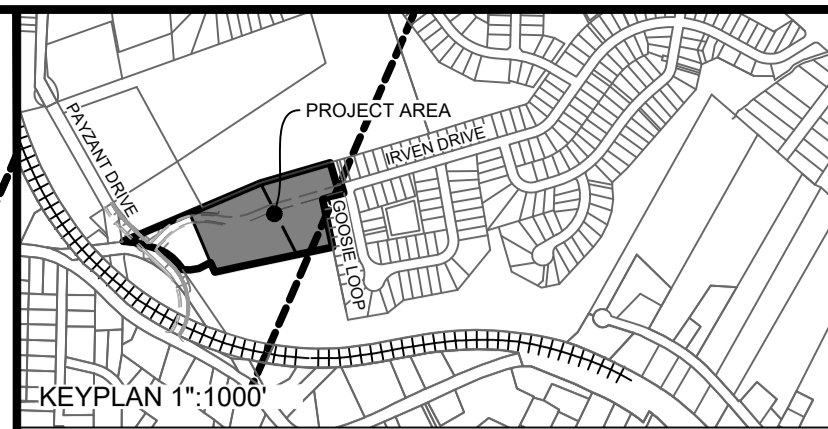 PROJECT AREA
PAYZANT DRIVE
IRVEN DRIVE
GOOSIE LOOP
KEYPLAN 1":1000'